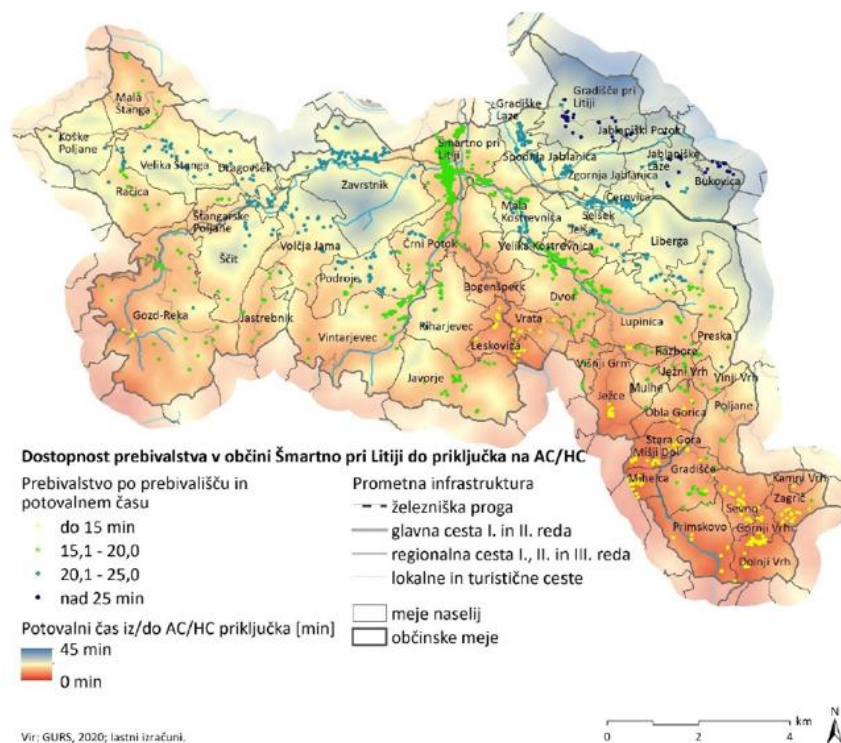 Gradišče pri
Litiji
Mala
Štanga
Gradiške
Laze
Jablaniški Potok
Koške
Poljane
Šmartno pri
Litiji
Velika Štanga
Dragovšek
Spodnja Jablanica
Jablaniške
Laze
Zgornja Jablanica
Račica
Zavrstnik
Bukovica
Mala
Kostrevnica
Cerovica
Štangarske
Poljane
Selšek
Jelša
Volčja Jama
Črni Potok
Velika Kostrevnica
Liberga
Ščit
Podroje
Bogenšperk
Gozd-Reka
Jastrebnik
Dvor
Vintarjevec
Riharjevec
Vrata
Lupinica
Leskovica
Preska
Razbore
Javorje
Višnji Grm
Ježni Vrh
Vinji Vrh
Mulhe
Ježce
Poljane
Obla Gorica
Stara Gora
Mišji Dol
Gradišče
Mihelca
Kamni Vrh
Zagrič
Sevno
Primskovo
Gornji Vrh
Dolnji Vrh
Dostopnost prebivalstva v občini Šmartno pri Litiji do priključka na AC/HC
Prebivalstvo po prebivališču in
potovalnem času
do 15 min
15,1 - 20,0
20,1 - 25,0
nad 25 min
Potovalni čas iz/do AC/HC priključka [min]
45 min
0 min
Prometna infrastruktura
železniška proga
glavna cesta I. in II. reda
regionalna cesta I., II. in III. reda
lokalne in turistične ceste
meje naselij
občinske meje
Vir: GURS, 2020; lastni izračuni.
km
0 2 4
N